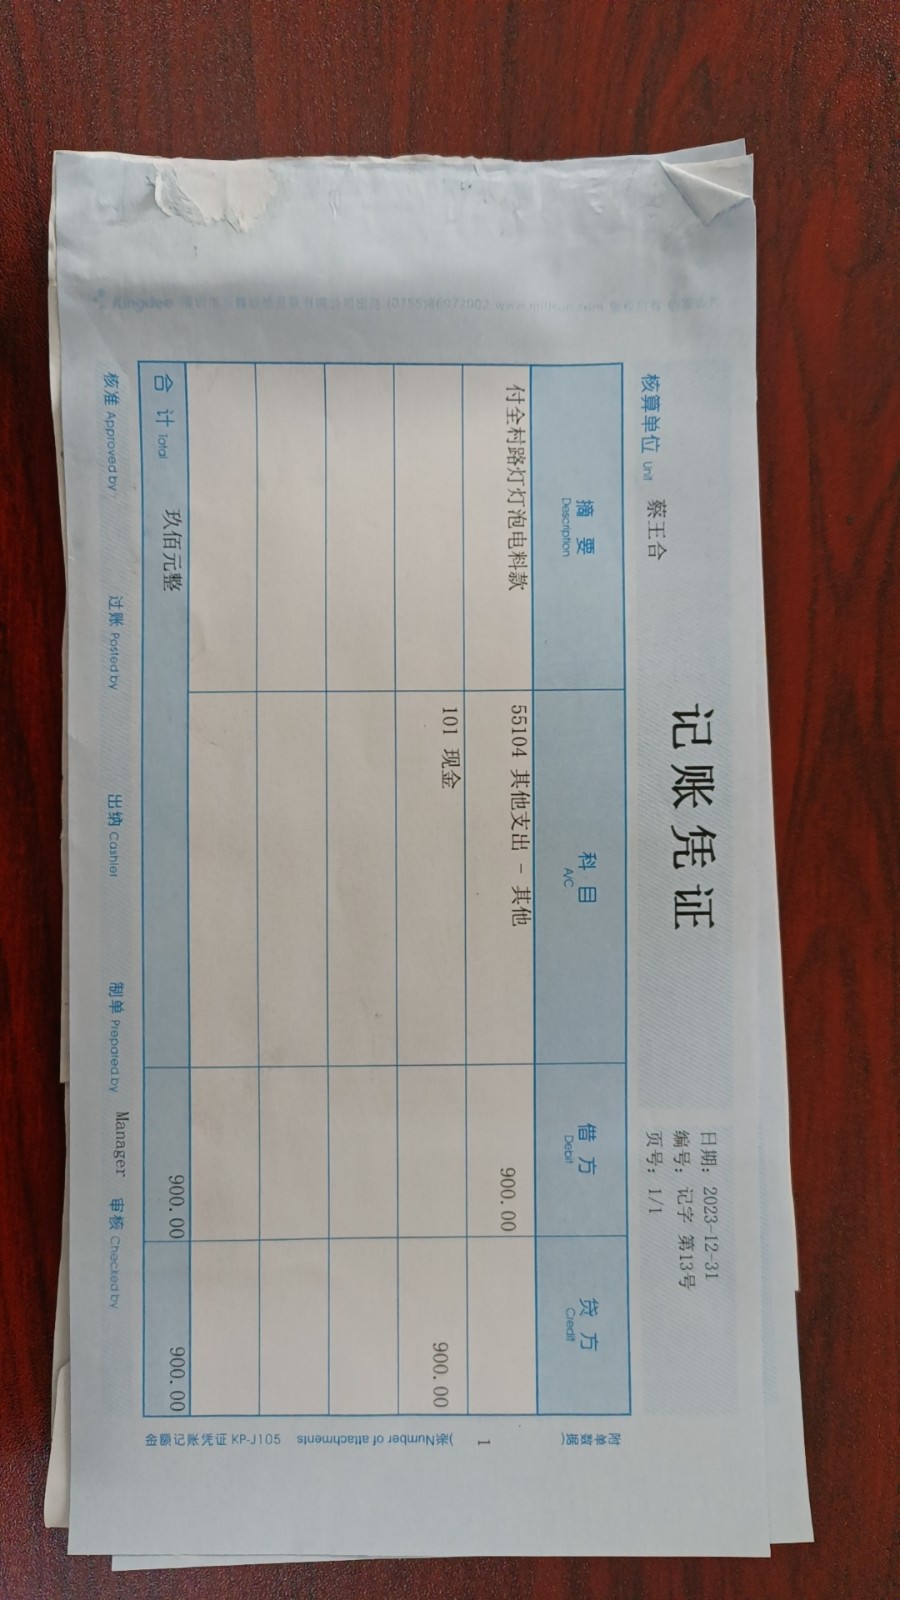 记账凭证
日期: 2023-12-31
编号: 记字 第13号
页号: 1/1
核算单位 Unit 蔡王合
摘要 Description 科目 A/C 借方 Debit 贷方 Credit
付全村路灯灯泡电料款 55104 其他支出 - 其他 900.00
101 现金 900.00
合计 Total 玖佰元整 900.00 900.00
核准 Approved by 过账 Posted by 出纳 Cashier 制单 Prepared by Manager 审核 Checked by
附单
数据
(
1
张 Number of attachments)
金蝶记账凭证 KP-J105
Kingdee